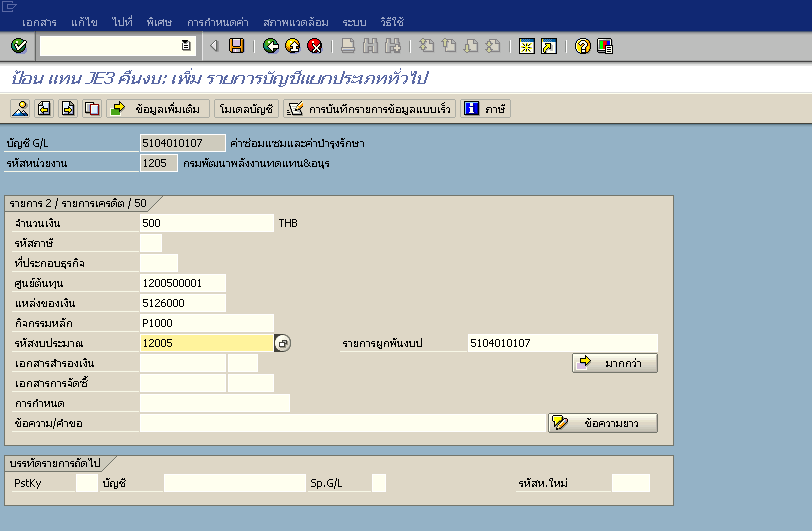 เอกสาร แก้ไข ไปที่ พิเศษ การกำหนดค่า สภาพแวดล้อม ระบบ วิธีใช้
ป้อน แทน JE3 คืนงบ: เพิ่ม รายการบัญชีแยกประเภททั่วไป
ข้อมูลเพิ่มเติม โมเดลบัญชี การบันทึกรายการข้อมูลแบบเร็ว ภาษี
บัญชี G/L 5104010107 ค่าซ่อมแซมและค่าบำรุงรักษา
รหัสหน่วยงาน 1205 กรมพัฒนาพลังงานทดแทน&อนุร
รายการ 2 / รายการเครดิต / 50
จำนวนเงิน 500 THB
รหัสภาษี
ที่ประกอบธุรกิจ
ศูนย์ต้นทุน 1200500001
แหล่งของเงิน 5126000
กิจกรรมหลัก P1000
รหัสงบประมาณ 12005 รายการผูกพันงบป 5104010107
เอกสารสำรองเงิน มากกว่า
เอกสารการจัดซื้
การกำหนด
ข้อความ/คำขอ ข้อความยาว
บรรทัดรายการถัดไป
PstKy บัญชี Sp.G/L รหัสห.ใหม่